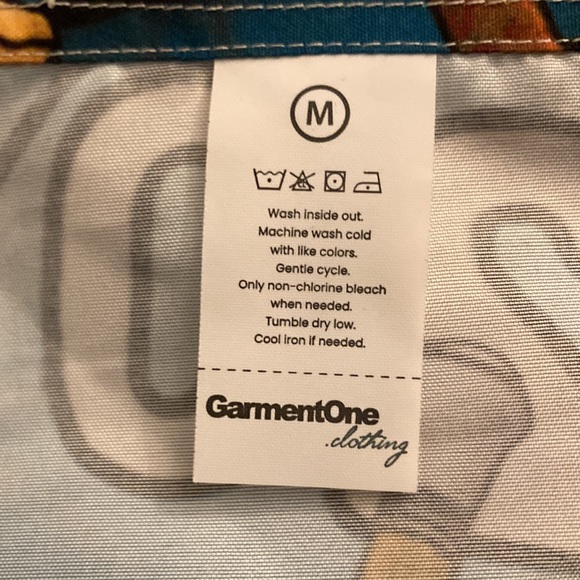 M
Wash inside out.
Machine wash cold
with like colors.
Gentle cycle.
Only non-chlorine bleach
when needed.
Tumble dry low.
Cool iron if needed.
GarmentOne
.clothing